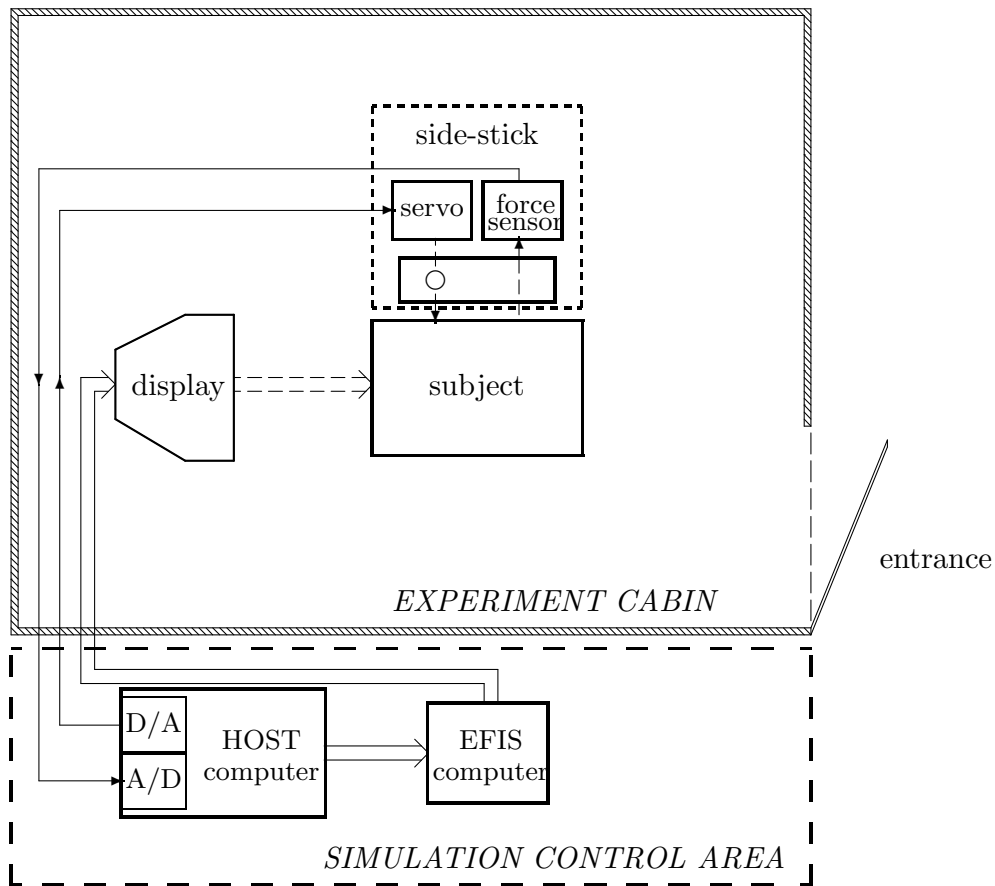 side-stick
servo
force
sensor
display
subject
entrance
EXPERIMENT CABIN
D/A
HOST
computer
A/D
EFIS
computer
SIMULATION CONTROL AREA